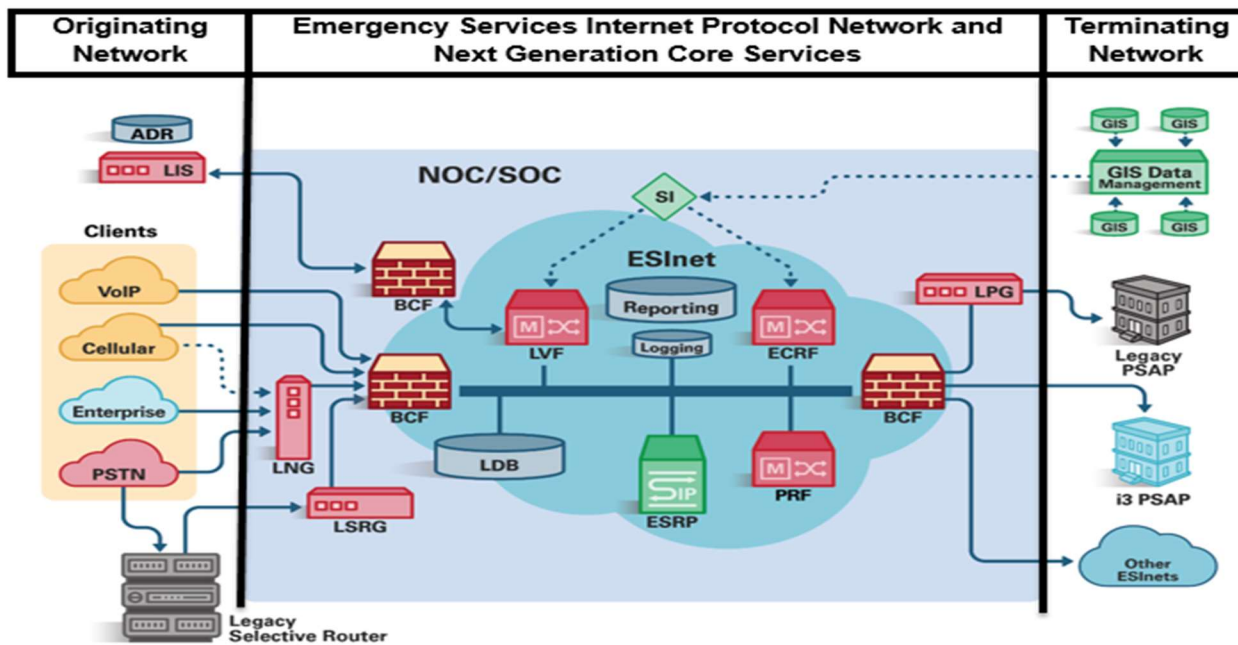 Originating
Network
Emergency Services Internet Protocol Network and
Next Generation Core Services
Terminating
Network
ADR
LIS
NOC/SOC
SI
GIS
GIS
GIS Data
Management
GIS
GIS
Clients
VoIP
Cellular
Enterprise
PSTN
BCF
ESInet
Reporting
Logging
M
LVF
M
ECRF
LPG
Legacy
PSAP
BCF
BCF
LNG
LSRG
LDB
SIP
ESRP
M
PRF
i3 PSAP
Other
ESInets
Legacy
Selective Router